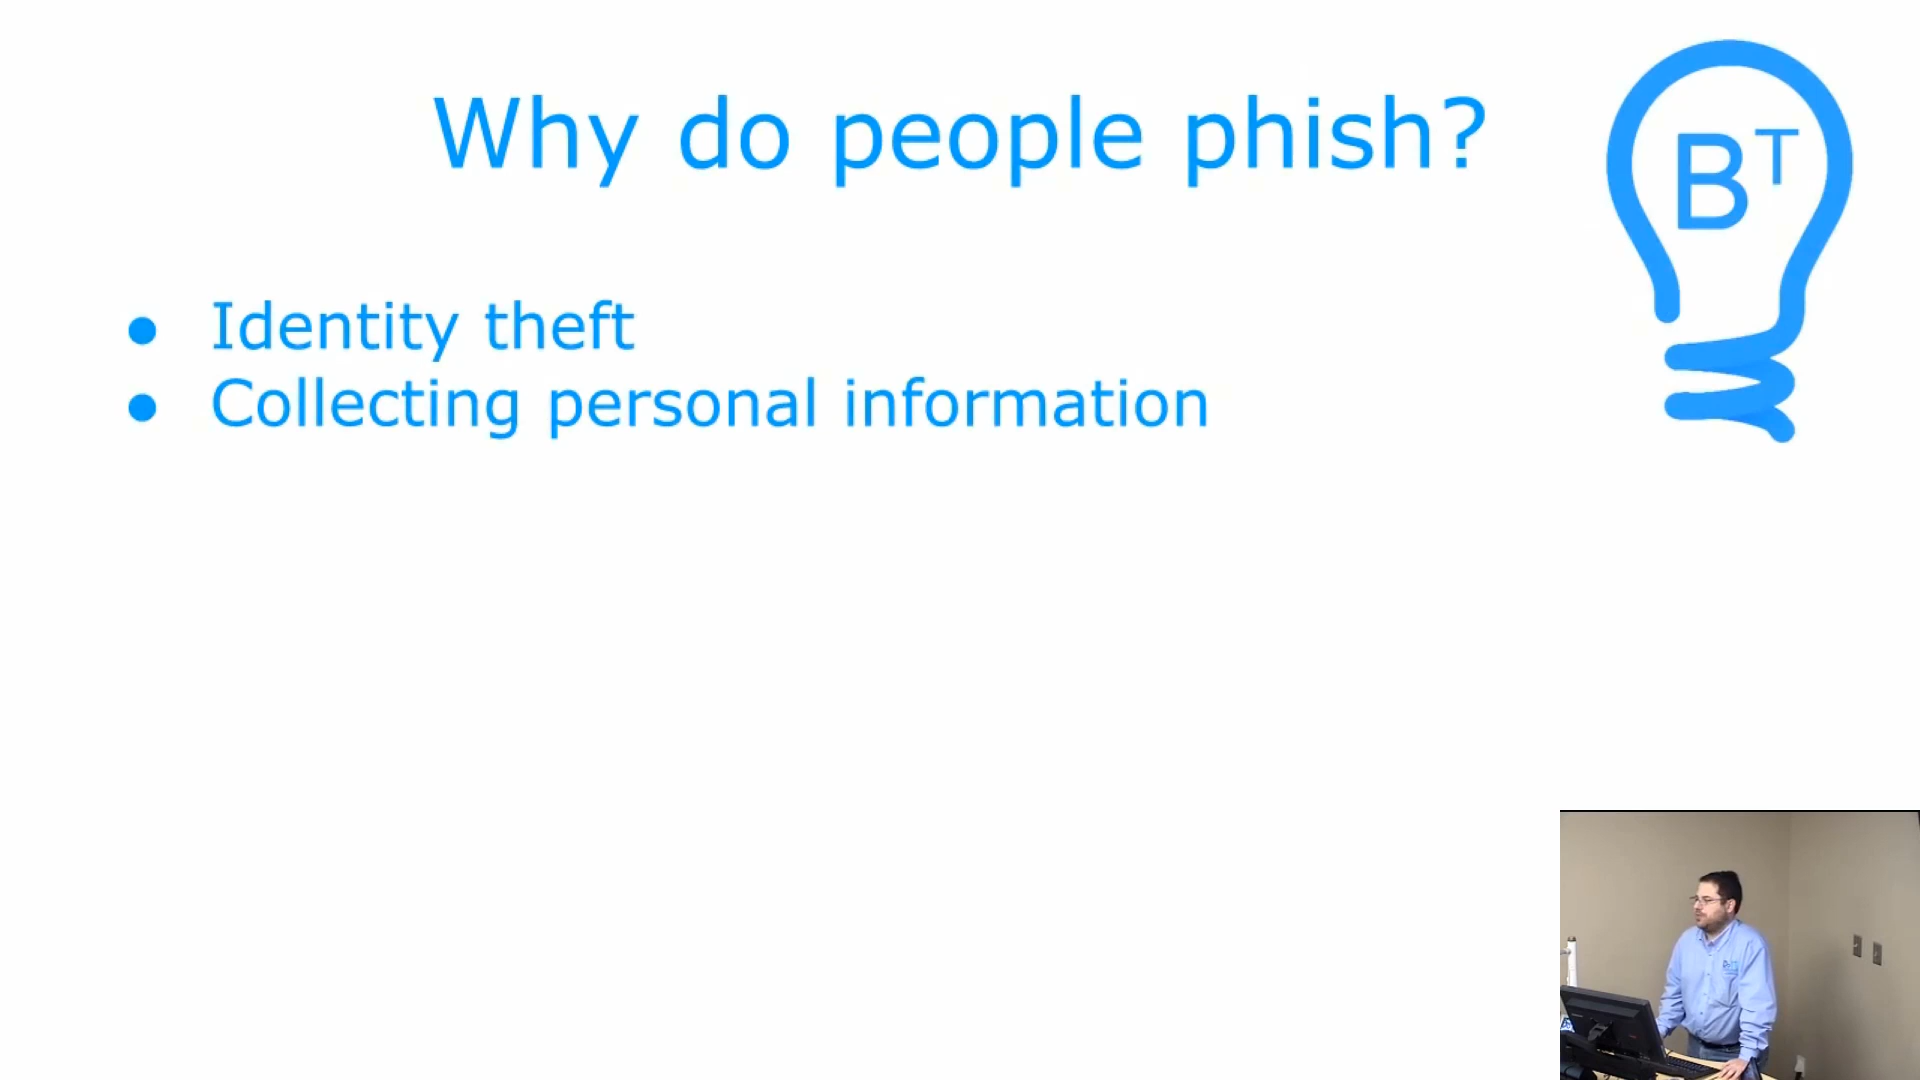 Why do people phish?
BT
● Identity theft
● Collecting personal information